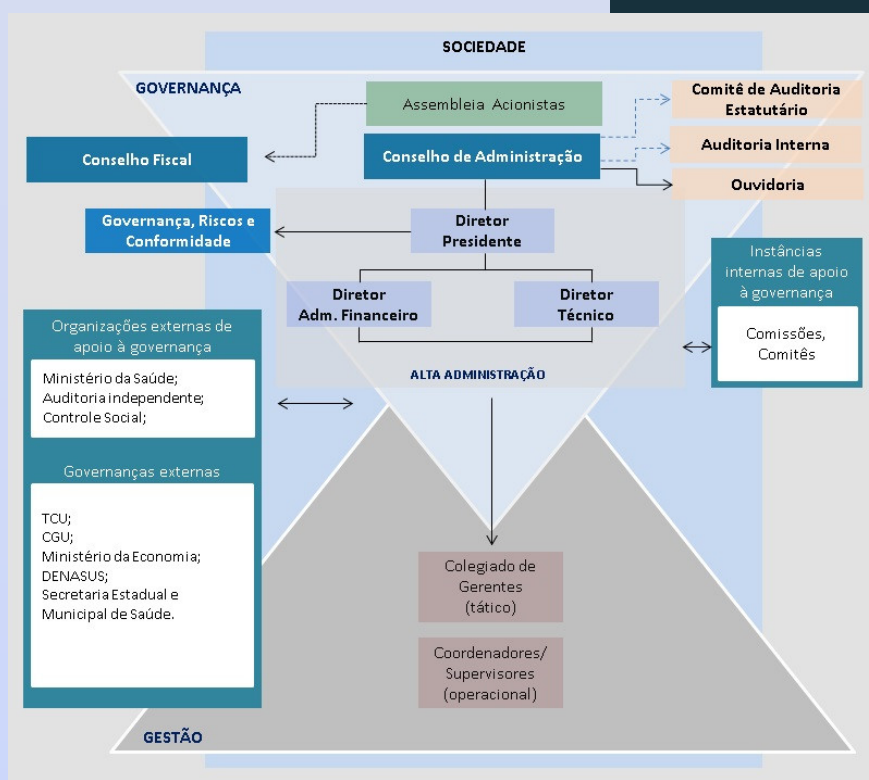 SOCIEDADE
GOVERNANÇA
Assembleia Acionistas
Comitê de Auditoria
Estatutário
Conselho Fiscal
Conselho de Administração
Auditoria Interna
Ouvidoria
Governança, Riscos e
Conformidade
Diretor
Presidente
Instâncias
internas de apoio
à governança
Comissões,
Comitês
Diretor
Adm. Financeiro
Diretor
Técnico
ALTA ADMINISTRAÇÃO
Organizações externas de
apoio à governança
Ministério da Saúde;
Auditoria independente;
Controle Social;
Governanças externas
TCU;
CGU;
Ministério da Economia;
DENASUS;
Secretaria Estadual e
Municipal de Saúde.
Colegiado de
Gerentes
(tático)
Coordenadores/
Supervisores
(operacional)
GESTÃO